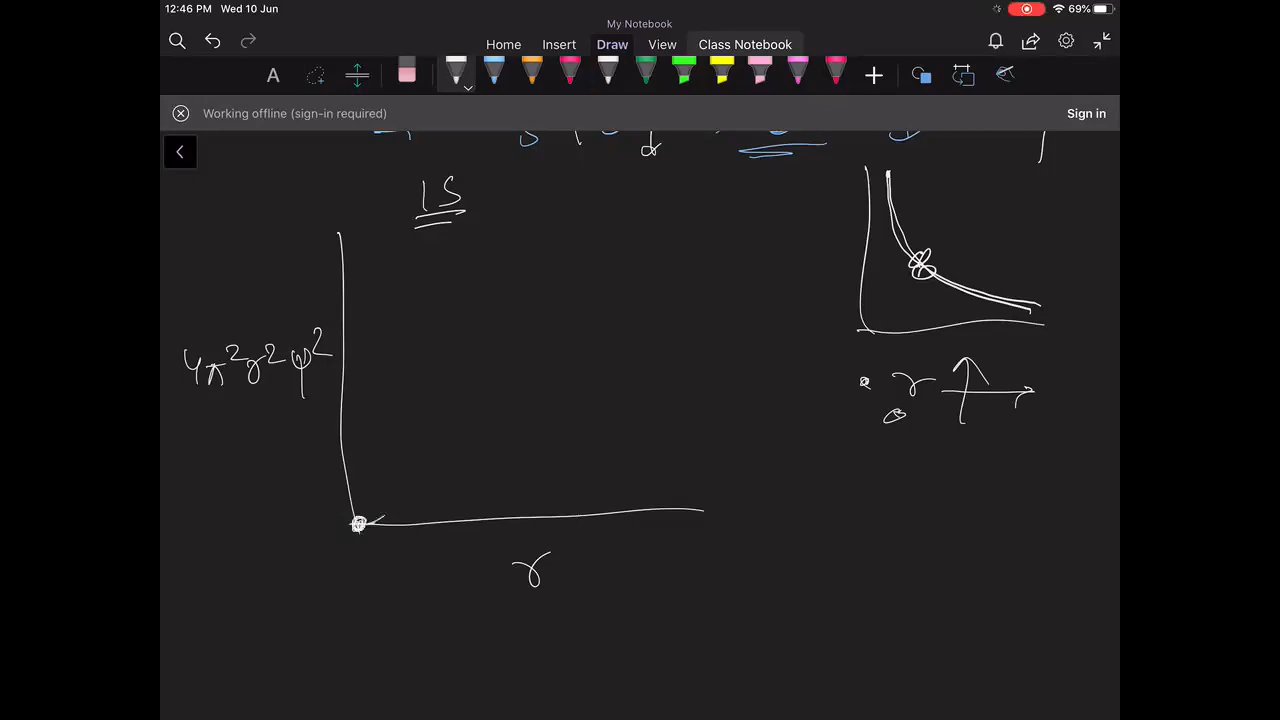 12:46 PM Wed 10 Jun
69%
My Notebook
Home Insert Draw View Class Notebook
A
Working offline (sign-in required) Sign in
1S
4π²r²ψ²
r
r